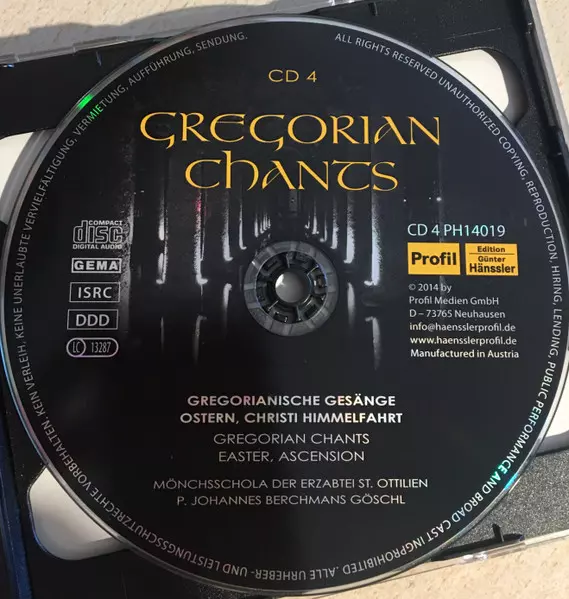 CD 4
GREGORIAN
CHANTS
COMPACT
disc
DIGITAL AUDIO
GEMA
ISRC
DDD
LC 13287
CD 4 PH14019
Profil
Edition
Günter
Hänssler
© 2014 by
Profil Medien GmbH
D – 73765 Neuhausen
info@haensslerprofil.de
www.haensslerprofil.de
Manufactured in Austria
GREGORIANISCHE GESÄNGE
OSTERN, CHRISTI HIMMELFAHRT
GREGORIAN CHANTS
EASTER, ASCENSION
MÖNCHSSCHOLA DER ERZABTEI ST. OTTILIEN
P. JOHANNES BERCHMANS GÖSCHL
ALLE URHEBER- UND LEISTUNGSSCHUTZRECHTE VORBEHALTEN KEIN VERLEIH, KEINE UNERLAUBTE VERVIELFÄLTIGUNG, VERMIETUNG, AUFFÜHRUNG, SENDUNG.
ALL RIGHTS RESERVED UNAUTHORIZED COPYING, REPRODUCTION. HIRING, LENDING, PUBLIC PERFORMANCE AND BROAD CAST INGPROHIBITED.